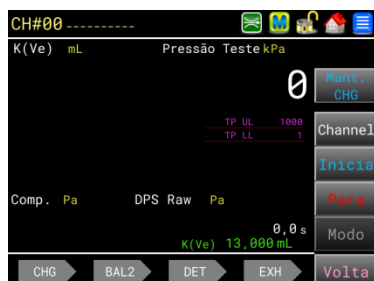 CH#00 ----------
K(Ve) mL Pressão Teste kPa
0
Mant. CHG
TP UL 1000
TP LL 1
Channel
Inicia
Comp. Pa DPS Raw Pa
Para
0,0 s
K(Ve) 13,000 mL
Modo
CHG BAL2 DET EXH Volta